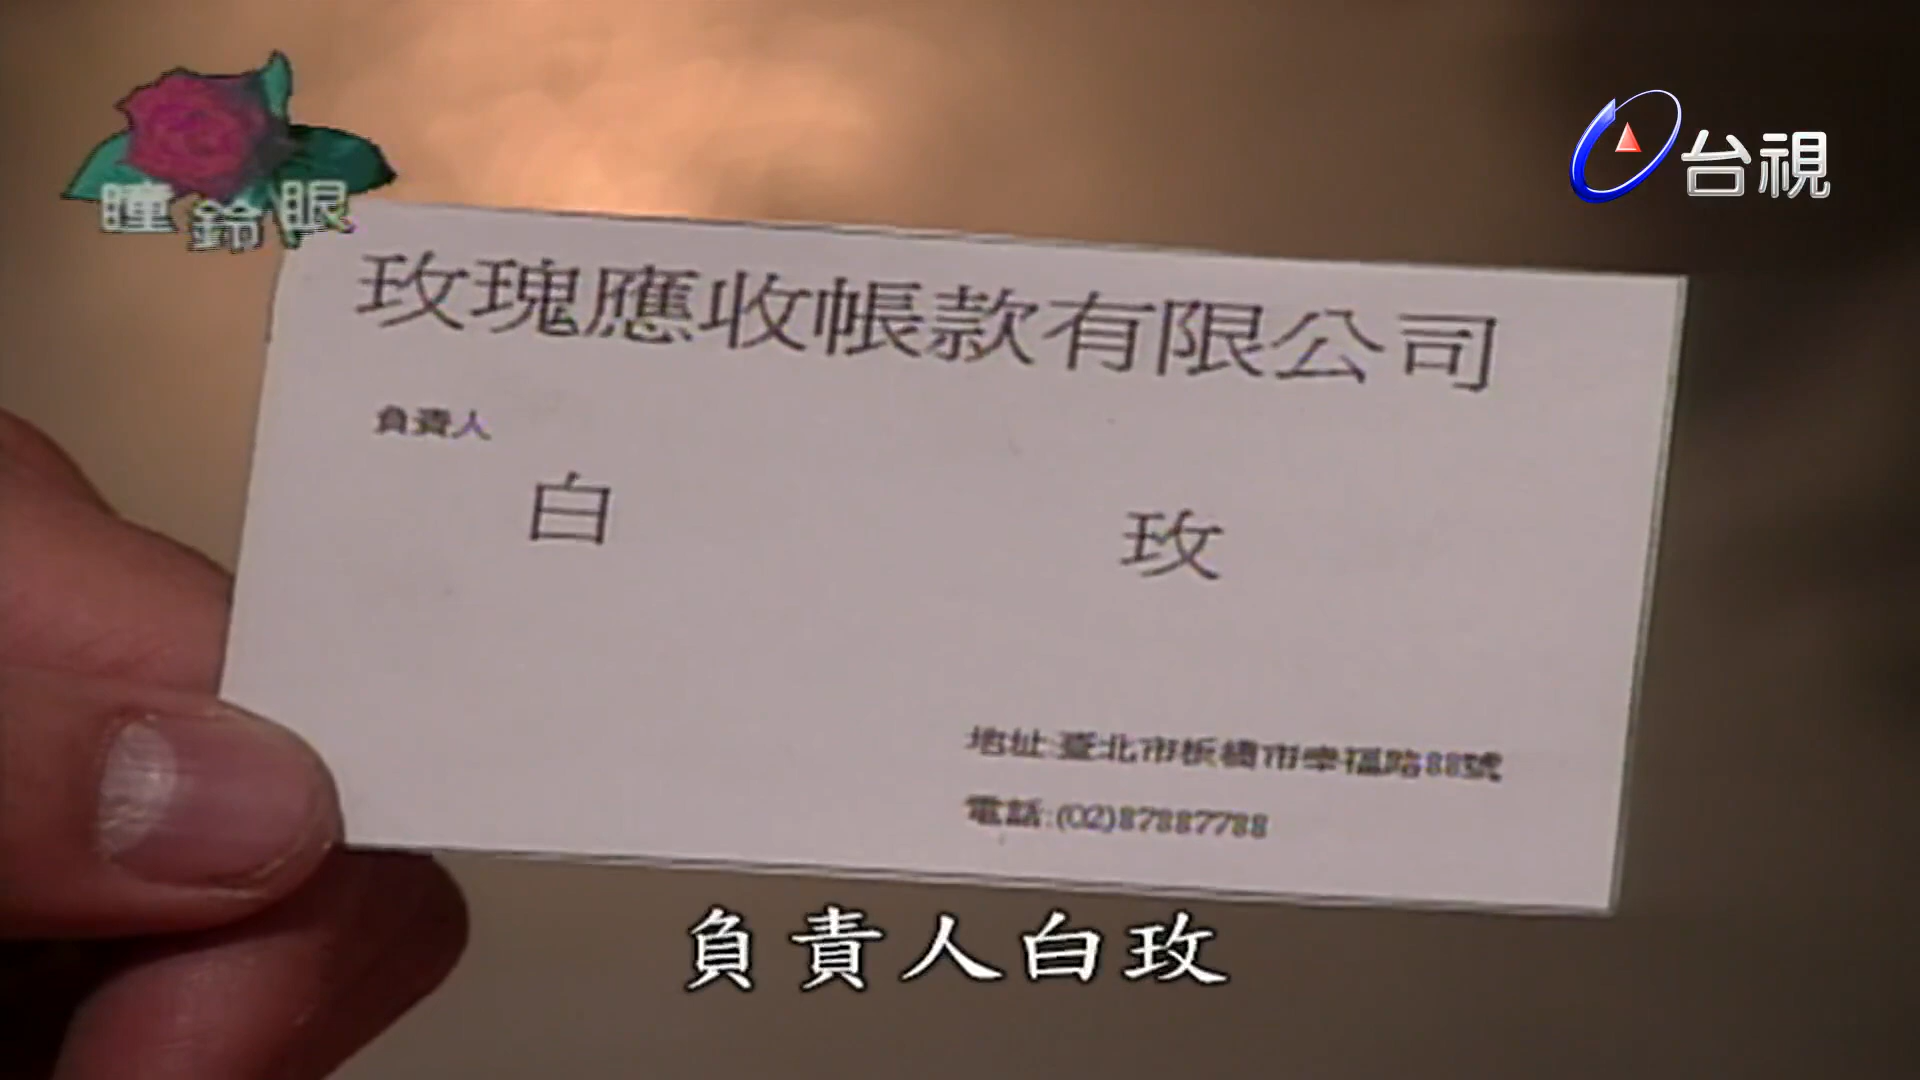 瞳鈴眼
台視
玫瑰應收帳款有限公司
負責人
白 玫
地址:臺北市板橋市幸福路88號
電話:(02)87887788
負責人白玫